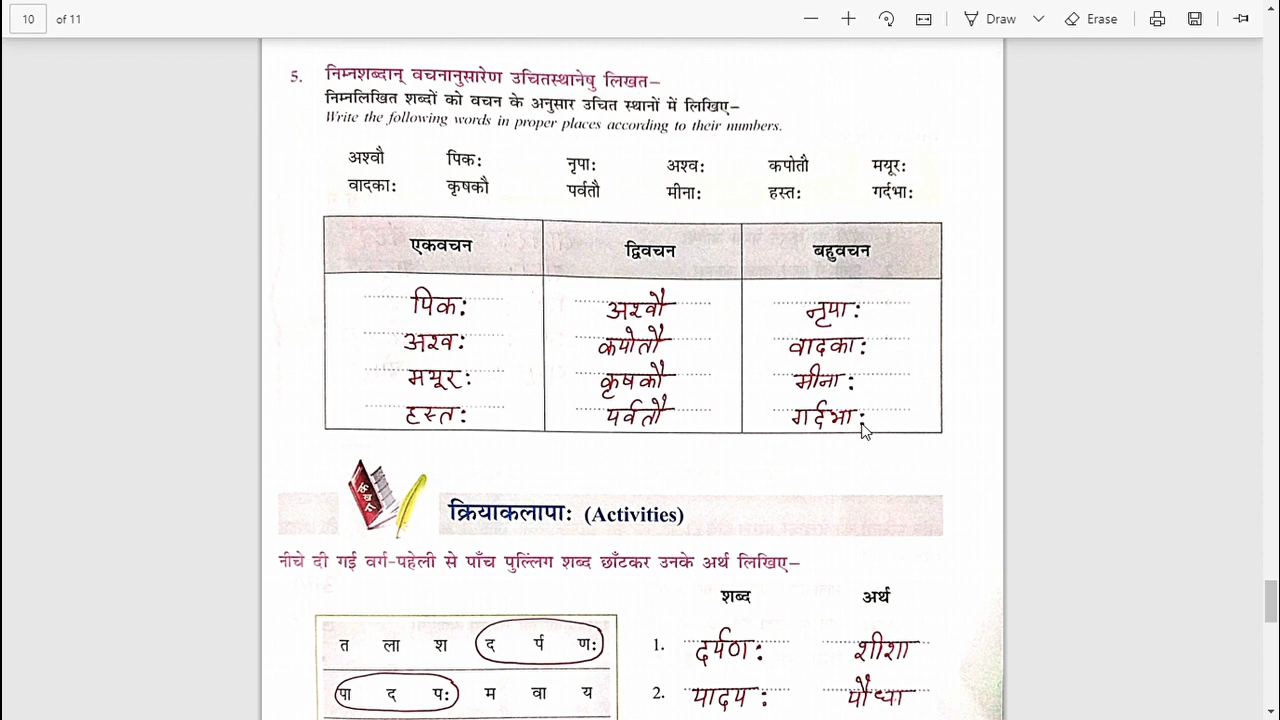 10 of 11 Draw Erase
5. निम्नशब्दान् वचनानुसारेण उचितस्थानेषु लिखत–
निम्नलिखित शब्दों को वचन के अनुसार उचित स्थानों में लिखिए–
Write the following words in proper places according to their numbers.
अश्वौ पिकः नृपाः अश्वः कपोतौ मयूरः
वादकाः कृषकौ पर्वतौ मीनाः हस्तः गर्दभाः
एकवचन द्विवचन बहुवचन
पिकः अश्वौ नृपाः
अश्वः कपोतौ वादकाः
मयूरः कृषकौ मीनाः
हस्तः पर्वतौ गर्दभाः
क्रियाकलापाः (Activities)
नीचे दी गई वर्ग-पहेली से पाँच पुल्लिंग शब्द छाँटकर उनके अर्थ लिखिए–
शब्द अर्थ
त ला श द र्प णः 1. दर्पणः शीशा
पा द पः म वा य 2. पादपः पौध्या